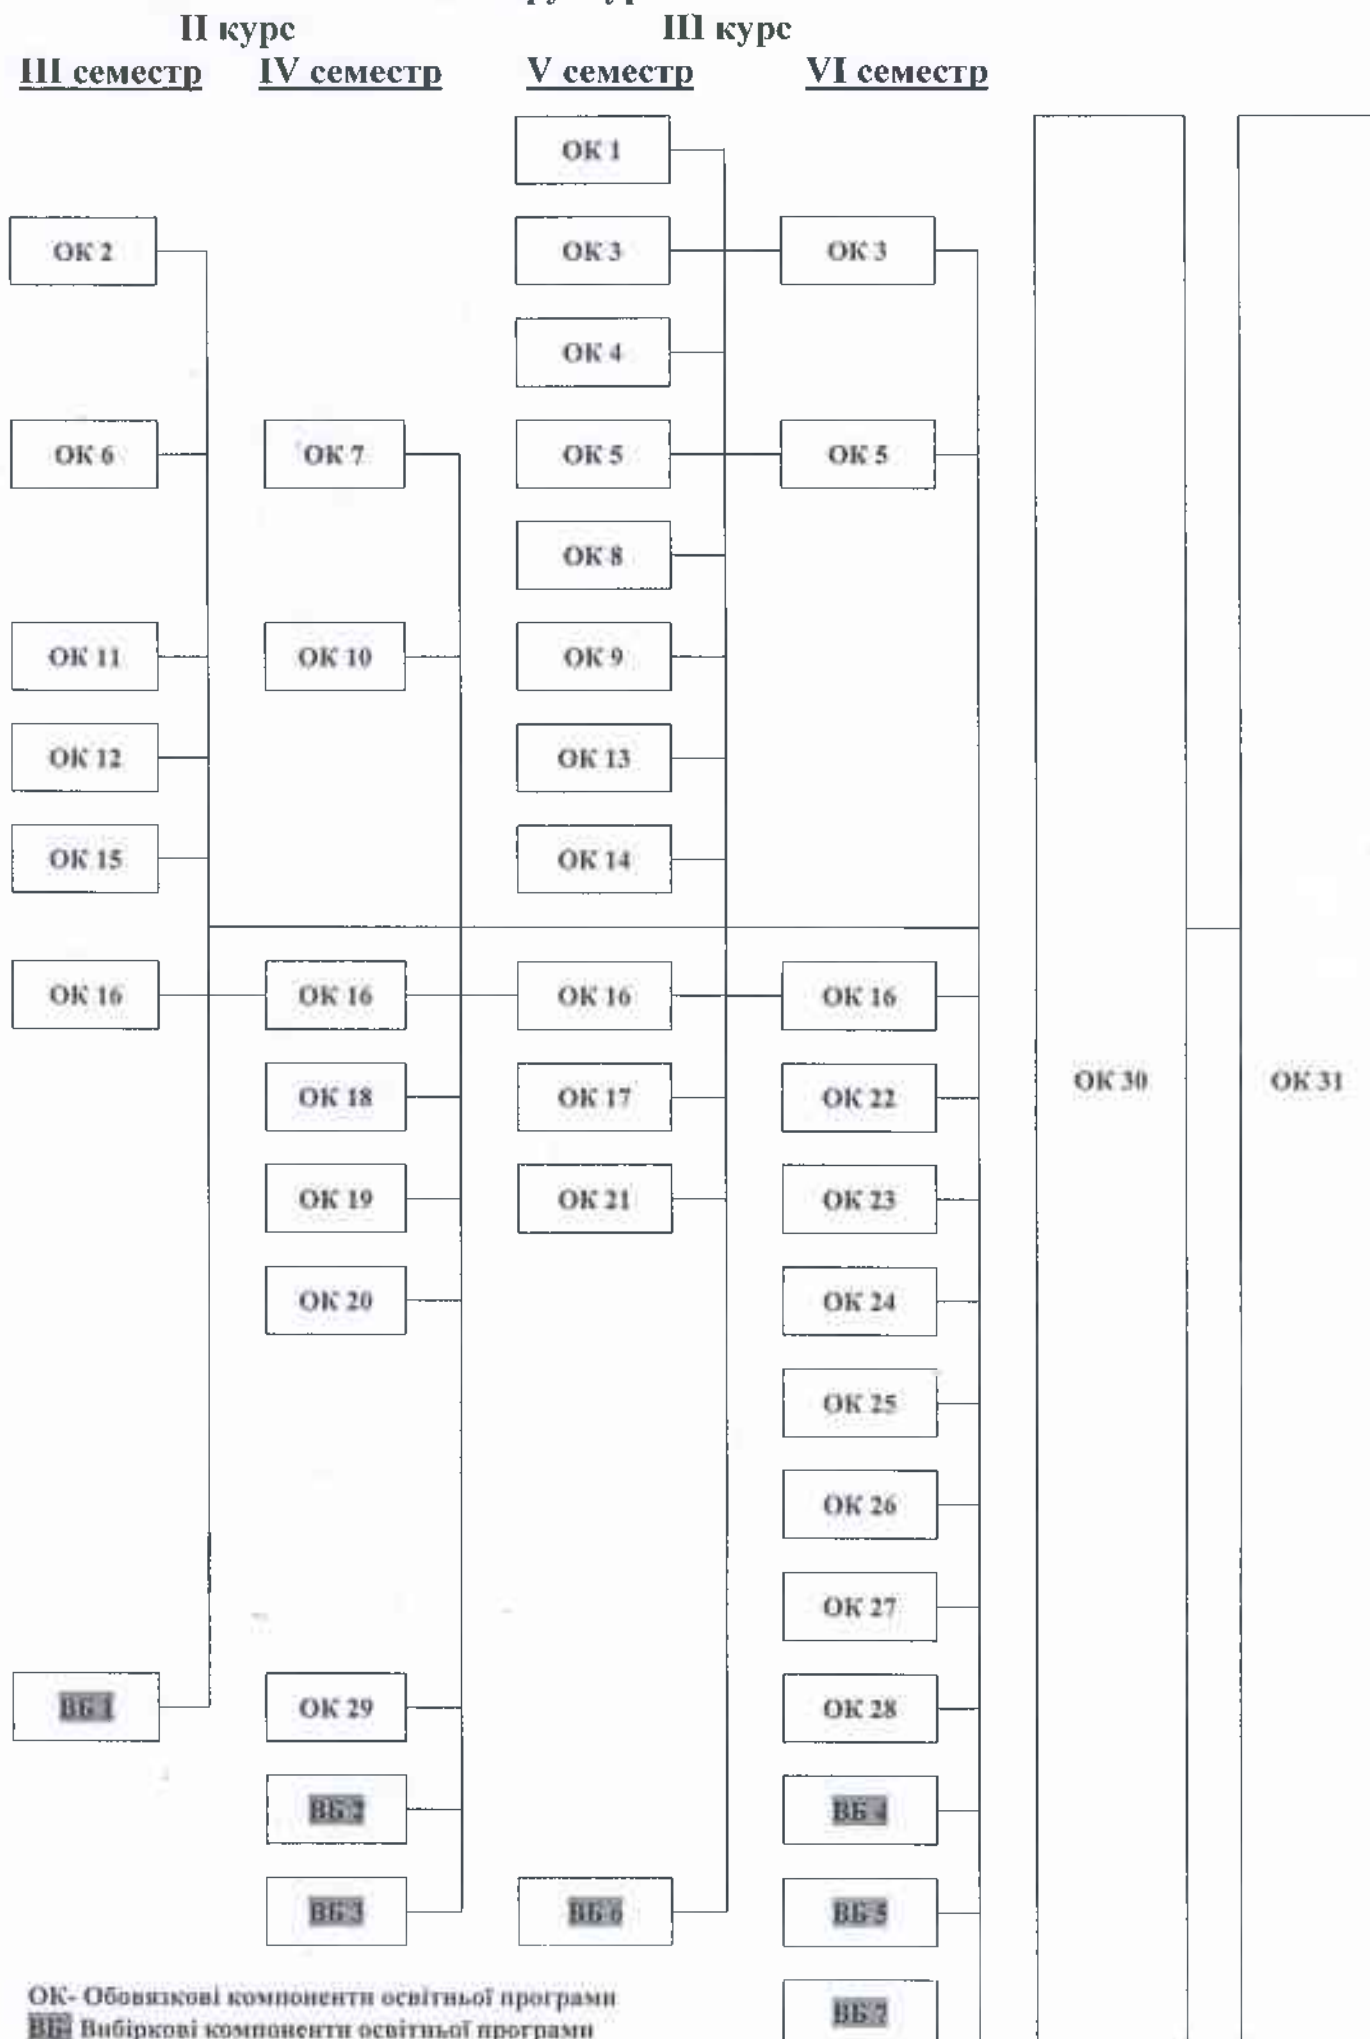 II курс III курс
III семестр IV семестр V семестр VI семестр
ОК 1
ОК 2 ОК 3 ОК 3
ОК 4
ОК 6 ОК 7 ОК 5 ОК 5
ОК 8
ОК 11 ОК 10 ОК 9
ОК 12 ОК 13
ОК 15 ОК 14
ОК 16 ОК 16 ОК 16 ОК 16
ОК 30 ОК 31
ОК 18 ОК 17 ОК 22
ОК 19 ОК 21 ОК 23
ОК 20 ОК 24
ОК 25
ОК 26
ОК 27
ВБ 1 ОК 29 ОК 28
ВБ 2 ВБ 4
ВБ 3 ВБ 6 ВБ 5
ОК- Обовязкові компоненти освітньої програми
ВБ 7
ВБ- Вибіркові компоненти освітньої програми